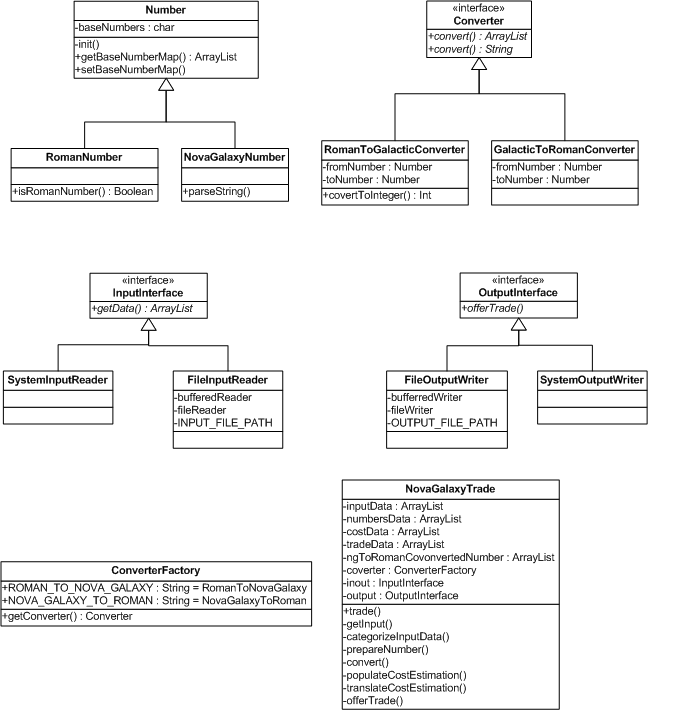 Number
-baseNumbers : char
-init()
+getBaseNumberMap() : ArrayList
+setBaseNumberMap()
RomanNumber
+isRomanNumber() : Boolean
NovaGalaxyNumber
+parseString()
«interface»
Converter
+convert() : ArrayList
+convert() : String
RomanToGalacticConverter
-fromNumber : Number
-toNumber : Number
+covertToInteger() : Int
GalacticToRomanConverter
-fromNumber : Number
-toNumber : Number
«interface»
InputInterface
+getData() : ArrayList
SystemInputReader
FileInputReader
-bufferedReader
-fileReader
-INPUT_FILE_PATH
«interface»
OutputInterface
+offerTrade()
FileOutputWriter
-bufferredWriter
-fileWriter
-OUTPUT_FILE_PATH
SystemOutputWriter
ConverterFactory
+ROMAN_TO_NOVA_GALAXY : String = RomanToNovaGalaxy
+NOVA_GALAXY_TO_ROMAN : String = NovaGalaxyToRoman
+getConverter() : Converter
NovaGalaxyTrade
-inputData : ArrayList
-numbersData : ArrayList
-costData : ArrayList
-tradeData : ArrayList
-ngToRomanCovonvertedNumber : ArrayList
-coverter : ConverterFactory
-inout : InputInterface
-output : OutputInterface
+trade()
-getInput()
-categorizeInputData()
-prepareNumber()
-convert()
-populateCostEstimation()
-translateCostEstimation()
-offerTrade()